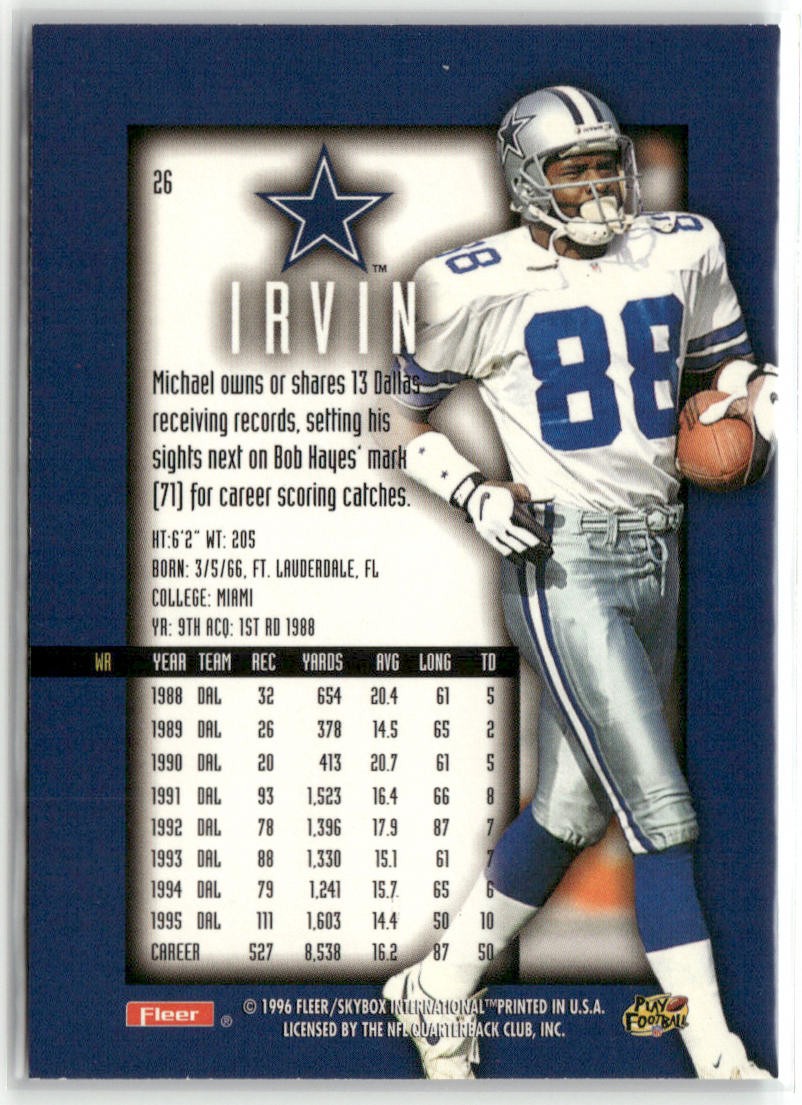 26
TM
IRVIN
Michael owns or shares 13 Dallas
receiving records, setting his
sights next on Bob Hayes' mark
(71) for career scoring catches.
HT:6'2" WT: 205
BORN: 3/5/66, FT. LAUDERDALE, FL
COLLEGE: MIAMI
YR: 9TH ACQ: 1ST RD 1988
WR YEAR TEAM REC YARDS AVG LONG TD
1988 DAL 32 654 20.4 61 5
1989 DAL 26 378 14.5 65 2
1990 DAL 20 413 20.7 61 5
1991 DAL 93 1,523 16.4 66 8
1992 DAL 78 1,396 17.9 87 7
1993 DAL 88 1,330 15.1 61 7
1994 DAL 79 1,241 15.7 65 6
1995 DAL 111 1,603 14.4 50 10
CAREER 527 8,538 16.2 87 50
88
88
88
Fleer ®
© 1996 FLEER/SKYBOX INTERNATIONAL™ PRINTED IN U.S.A.
LICENSED BY THE NFL QUARTERBACK CLUB, INC.
PLAY
FOOTBALL